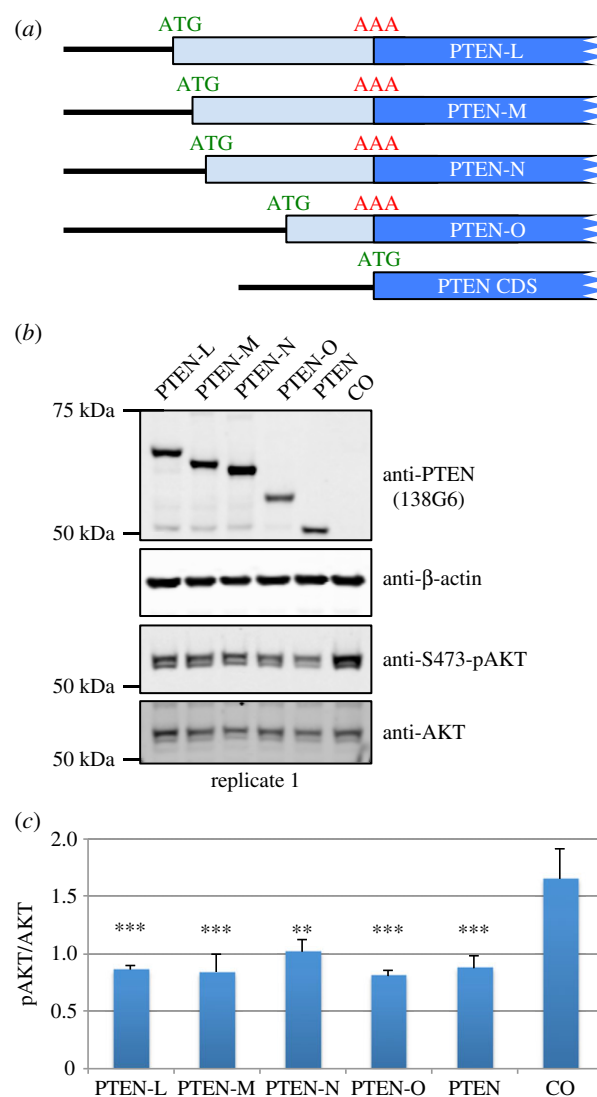 (a)
ATG AAA
PTEN-L
ATG AAA
PTEN-M
ATG AAA
PTEN-N
ATG AAA
PTEN-O
ATG
PTEN CDS
(b)
PTEN-L PTEN-M PTEN-N PTEN-O PTEN CO
75 kDa
anti-PTEN
(138G6)
50 kDa
anti-β-actin
anti-S473-pAKT
50 kDa
anti-AKT
50 kDa
replicate 1
(c)
pAKT/AKT
2.0
1.5
1.0
0.5
0
*** *** ** *** ***
PTEN-L PTEN-M PTEN-N PTEN-O PTEN CO